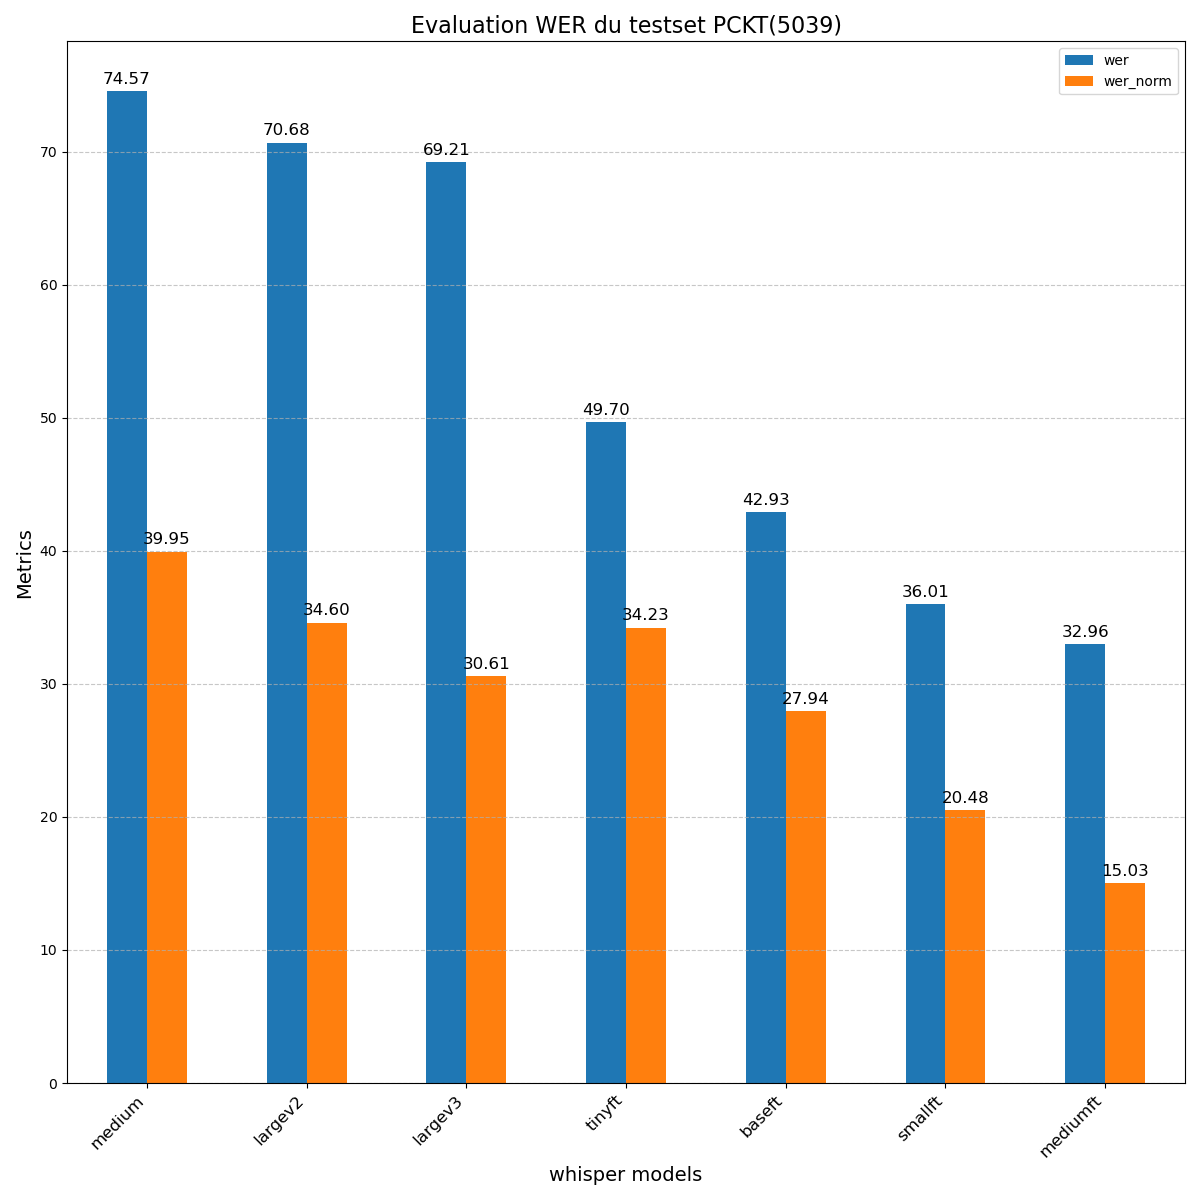 Evaluation WER du testset PCKT(5039)
wer
wer_norm
74.57
70.68
69.21
49.70
42.93
36.01
32.96
39.95
34.60
30.61
34.23
27.94
20.48
15.03
70
60
50
40
30
20
10
0
Metrics
medium
largev2
largev3
tinyft
baseft
smallft
mediumft
whisper models